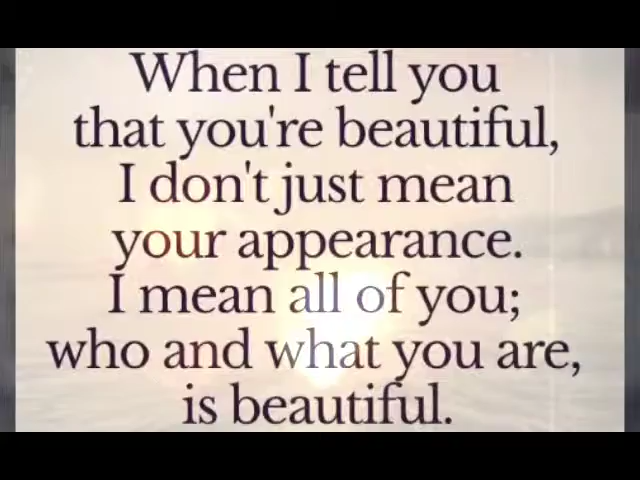 When I tell you
that you're beautiful,
I don't just mean
your appearance.
I mean all of you;
who and what you are,
is beautiful.